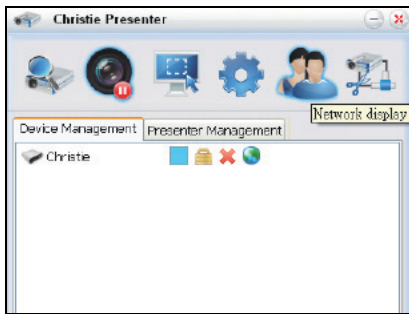 Christie Presenter
Network display
Device Management Presenter Management
Christie